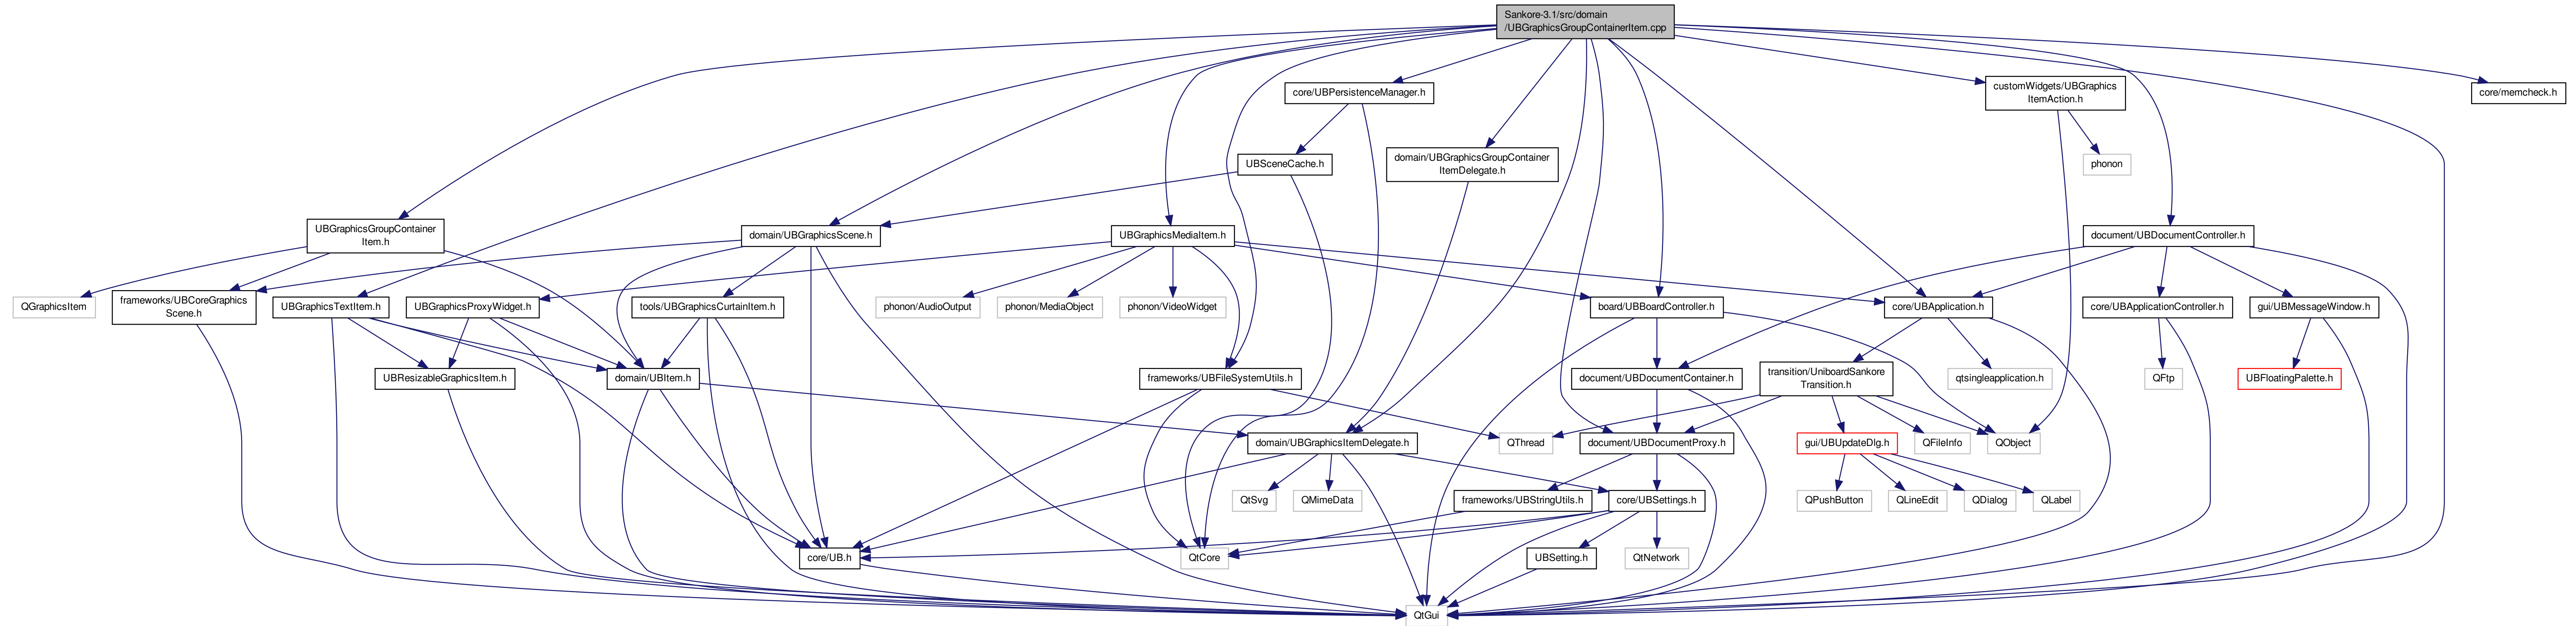 Sankore-3.1/src/domain
/UBGraphicsGroupContainerItem.cpp
core/UBPersistenceManager.h
customWidgets/UBGraphics
ItemAction.h
core/memcheck.h
UBSceneCache.h
domain/UBGraphicsGroupContainer
ItemDelegate.h
phonon
UBGraphicsGroupContainer
Item.h
domain/UBGraphicsScene.h
UBGraphicsMediaItem.h
document/UBDocumentController.h
QGraphicsItem
frameworks/UBCoreGraphics
Scene.h
UBGraphicsTextItem.h
UBGraphicsProxyWidget.h
tools/UBGraphicsCurtainItem.h
phonon/AudioOutput
phonon/MediaObject
phonon/VideoWidget
board/UBBoardController.h
core/UBApplication.h
core/UBApplicationController.h
gui/UBMessageWindow.h
UBResizableGraphicsItem.h
domain/UBItem.h
frameworks/UBFileSystemUtils.h
document/UBDocumentContainer.h
transition/UniboardSankore
Transition.h
qtsingleapplication.h
QFtp
UBFloatingPalette.h
domain/UBGraphicsItemDelegate.h
QThread
document/UBDocumentProxy.h
gui/UBUpdateDlg.h
QFileInfo
QObject
QtSvg
QMimeData
frameworks/UBStringUtils.h
core/UBSettings.h
QPushButton
QLineEdit
QDialog
QLabel
core/UB.h
QtCore
UBSetting.h
QtNetwork
QtGui